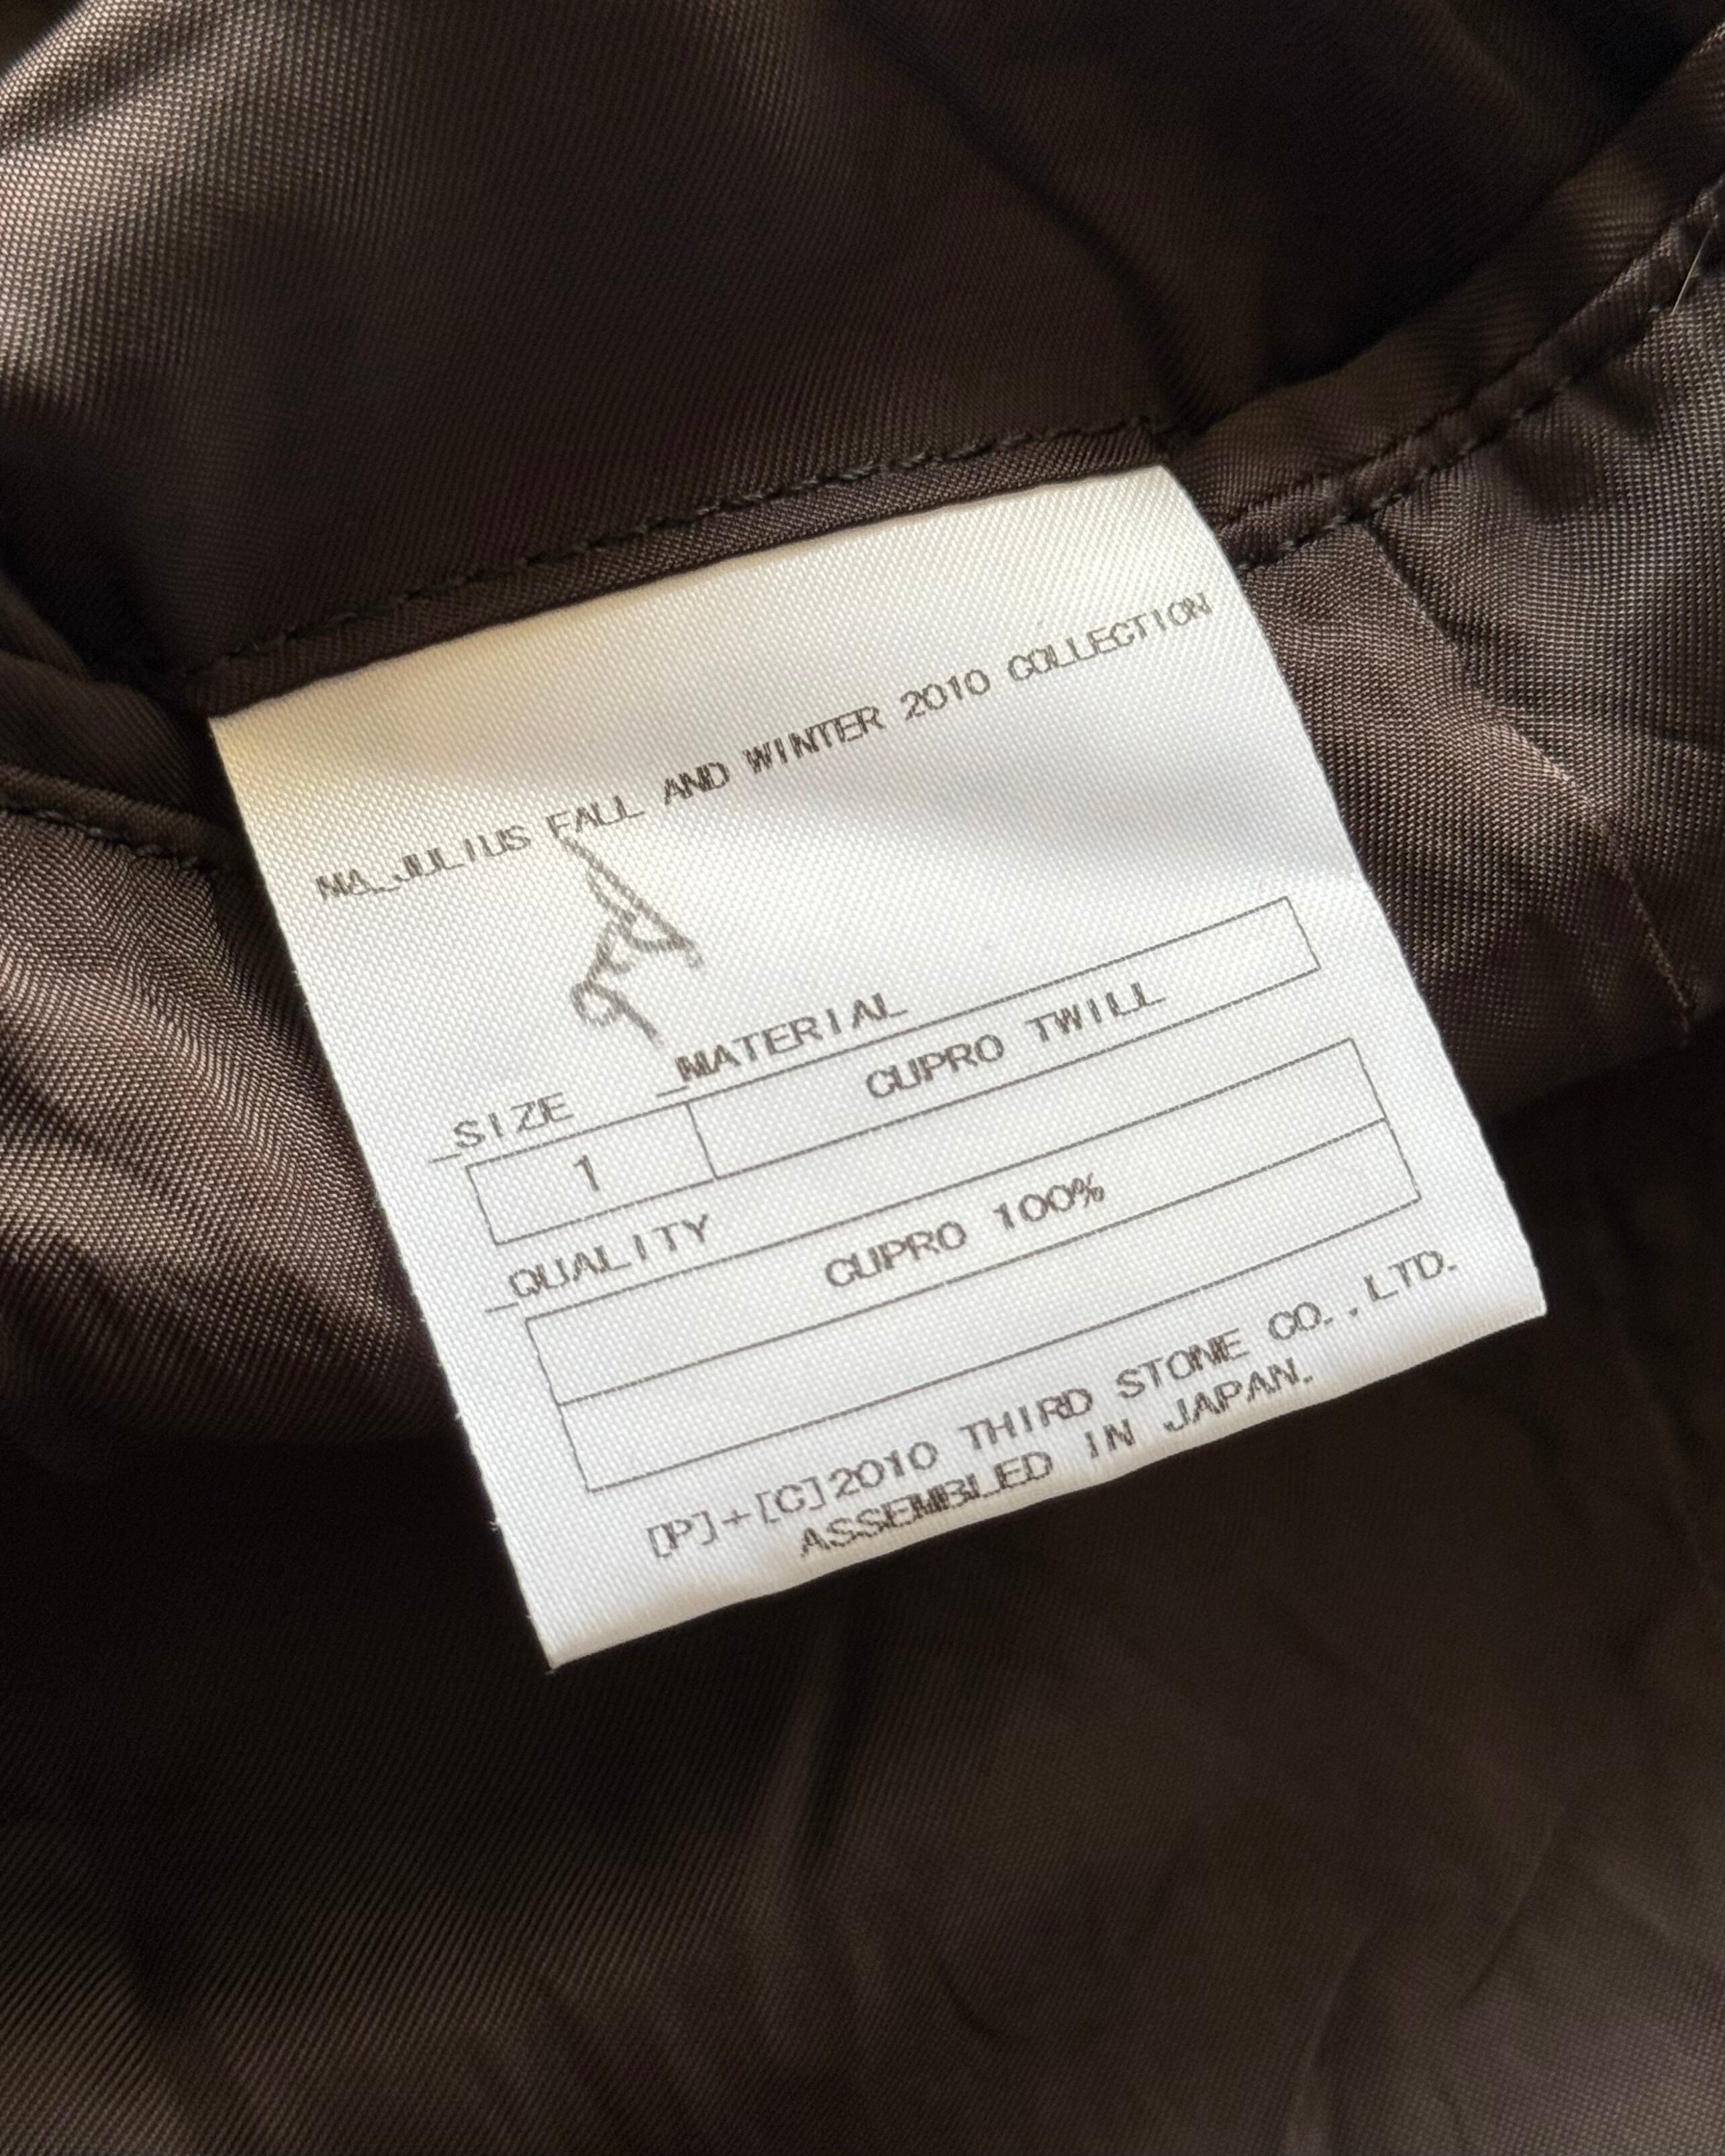 MA_JULIUS FALL AND WINTER 2010 COLLECTION
_SIZE _MATERIAL
1 CUPRO TWILL
_QUALITY
CUPRO 100%
[P]+[C]2010 THIRD STONE CO.,LTD.
ASSEMBLED IN JAPAN.